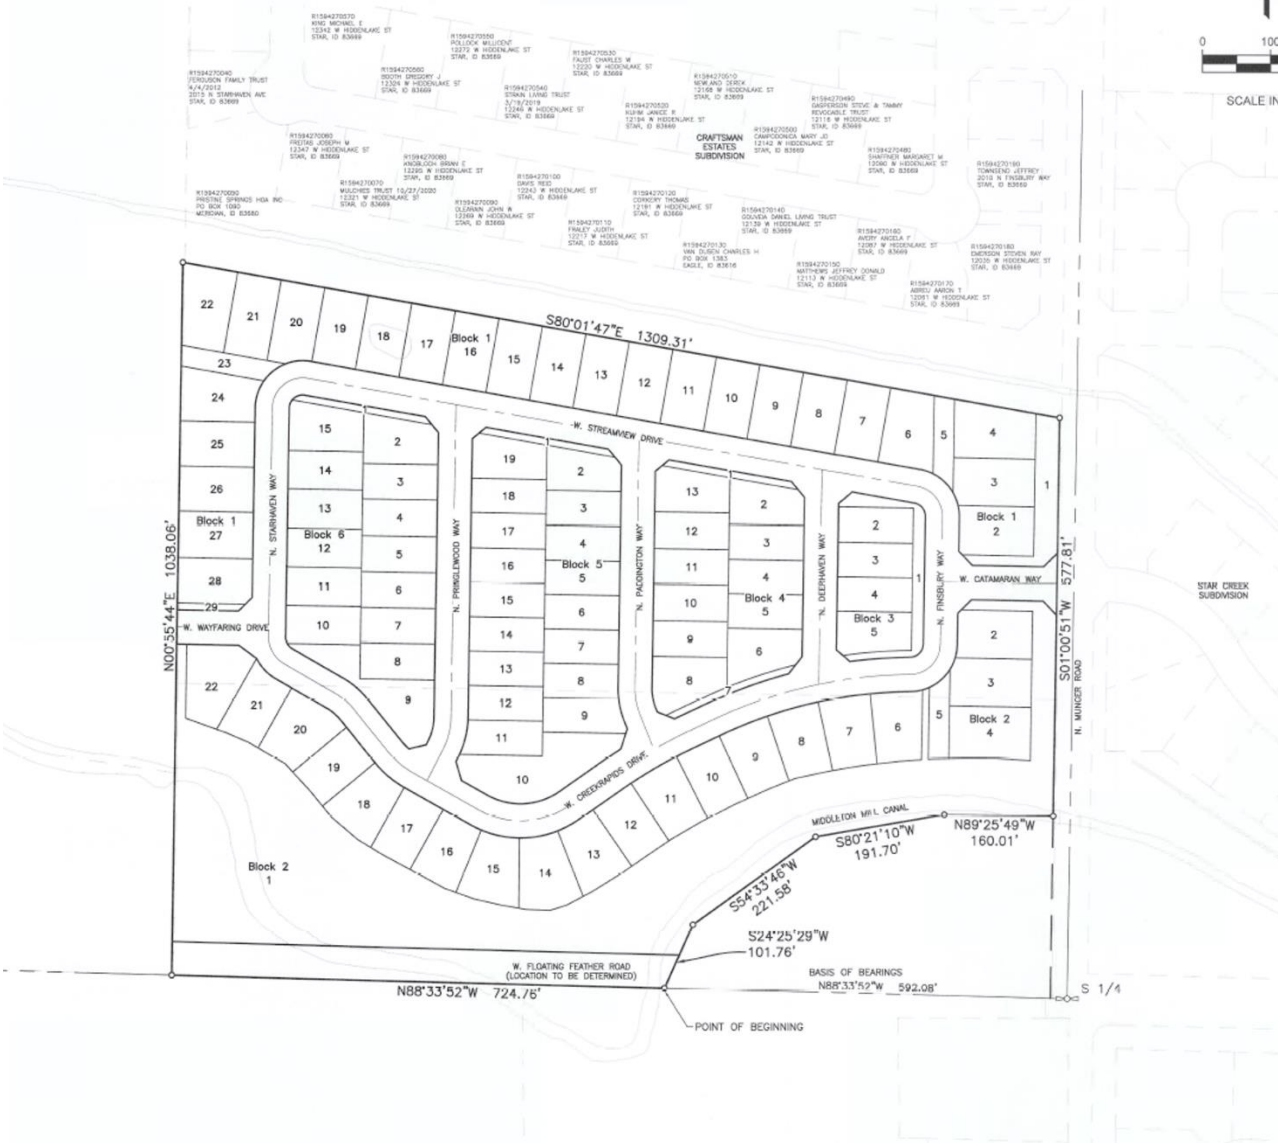 R1594270570
KING MICHAEL E
12342 W HIDDENLAKE ST
STAR, ID 83669
R1594270550
POLLOCK MILLICENT
12272 W HIDDENLAKE ST
STAR, ID 83669
R1594270530
FAUST CHARLES W
12220 W HIDDENLAKE ST
STAR, ID 83669
0
100
SCALE IN
R1594270040
FERGUSON FAMILY TRUST
4/4/2012
2015 N STARHAVEN AVE
STAR, ID 83669
R1594270560
BOOTH GREGORY J
12324 W HIDDENLAKE ST
STAR, ID 83669
R1594270540
STRAIN LIVING TRUST
3/19/2019
12246 W HIDDENLAKE ST
STAR, ID 83669
R1594270510
NEWLAND DEREK
12168 W HIDDENLAKE ST
STAR, ID 83669
R1594270520
KUHM JANICE R
12194 W HIDDENLAKE ST
STAR, ID 83669
R1594270490
GASPERSON STEVE & TAMMY
REVOCABLE TRUST
12116 W HIDDENLAKE ST
STAR, ID 83669
CRAFTSMAN
ESTATES
SUBDIVISION
R1594270500
CAMPODONICA MARY JO
12142 W HIDDENLAKE ST
STAR, ID 83669
R1594270060
FREITAS JOSEPH M
12347 W HIDDENLAKE ST
STAR, ID 83669
R1594270080
KNOBLOCH BRIAN E
12295 W HIDDENLAKE ST
STAR, ID 83669
R1594270480
SHAFFNER MARGARET M
12090 W HIDDENLAKE ST
STAR, ID 83669
R1594270190
TOWNSEND JEFFREY
2010 N FINSBURY WAY
STAR, ID 83669
R1594270050
PRISTINE SPRINGS HOA INC
PO BOX 1090
MERIDIAN, ID 83680
R1594270070
MULCHIES TRUST 10/27/2020
12321 W HIDDENLAKE ST
STAR, ID 83669
R1594270100
DAVIS REID
12243 W HIDDENLAKE ST
STAR, ID 83669
R1594270090
OLEARAIN JOHN W
12269 W HIDDENLAKE ST
STAR, ID 83669
R1594270120
CORKERY THOMAS
12191 W HIDDENLAKE ST
STAR, ID 83669
R1594270110
FRALEY JUDITH
12217 W HIDDENLAKE ST
STAR, ID 83669
R1594270140
GOUVEIA DANIEL LIVING TRUST
12139 W HIDDENLAKE ST
STAR, ID 83669
R1594270130
VAN DUSEN CHARLES H
PO BOX 1383
EAGLE, ID 83616
R1594270160
AVERY ANGELA F
12087 W HIDDENLAKE ST
STAR, ID 83669
R1594270150
MATTHEWS JEFFREY DONALD
12113 W HIDDENLAKE ST
STAR, ID 83669
R1594270180
EMERSON STEVEN RAY
12035 W HIDDENLAKE ST
STAR, ID 83669
R1594270170
AARON T
12061 W HIDDENLAKE ST
STAR, ID 83669
S80°01'47"E 1309.31'
22
21
20
19
18
17
Block 1
16
15
14
13
12
11
10
9
8
7
6
5
4
3
Block 1
2
1
23
24
25
26
Block 1
27
28
29
W. STREAMVIEW DRIVE
N. STARHAVEN WAY
N. PRINGLEWOOD WAY
N. PADDINGTON WAY
N. DEERHAVEN WAY
N. FINSBURY WAY
W. CATAMARAN WAY
W. WAYFARING DRIVE
W. CREEKRAPIDS DRIVE
N. MUNGER ROAD
1
15
14
13
Block 6
12
11
10
2
3
4
5
6
7
8
9
1
19
18
17
16
15
14
13
12
11
10
2
3
4
Block 5
5
6
7
8
9
1
13
12
11
10
9
8
2
3
4
Block 4
5
6
7
2
3
4
Block 3
5
1
N00°55'44"E 1038.06'
S01°00'51"W 577.81'
STAR CREEK
SUBDIVISION
2
3
Block 2
4
5
6
7
8
9
10
11
12
13
14
15
16
17
18
19
20
21
22
Block 2
1
MIDDLETON MILL CANAL
N89°25'49"W
160.01'
S80°21'10"W
191.70'
S54°33'46"W
221.58'
S24°25'29"W
101.76'
W. FLOATING FEATHER ROAD
(LOCATION TO BE DETERMINED)
N88°33'52"W 724.76'
BASIS OF BEARINGS
N88°33'52"W 592.08'
S 1/4
POINT OF BEGINNING